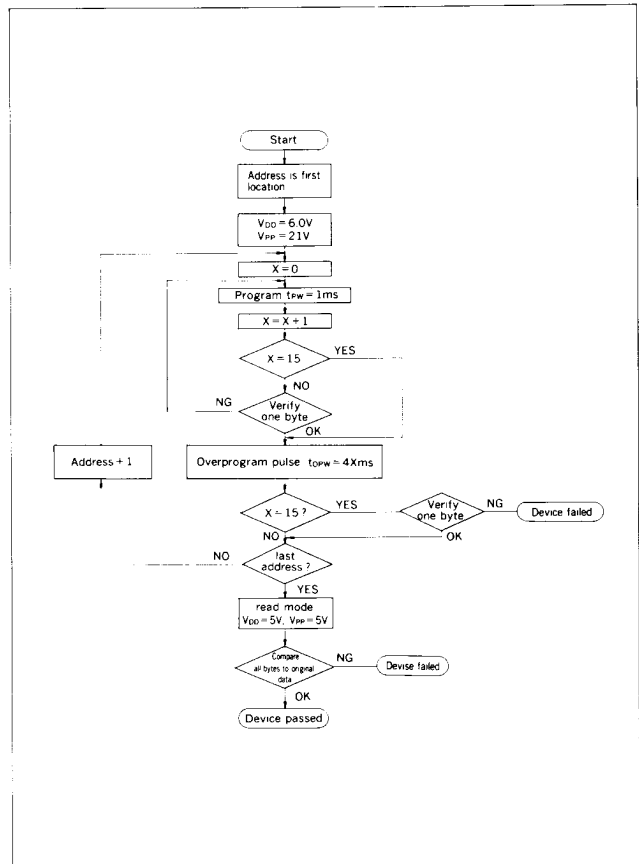 Start
Address is first
location
VDD = 6.0V
VPP = 21V
X = 0
Program tPW = 1ms
X = X + 1
X = 15
YES
NO
NG
Verify
one byte
OK
Address + 1
Overprogram pulse tOPW = 4Xms
X = 15 ?
YES
Verify
one byte
NG
Device failed
NO
OK
NO
last
address ?
YES
read mode
VDD = 5V, VPP = 5V
Compare
all bytes to original
data
NG
Devise failed
OK
Device passed